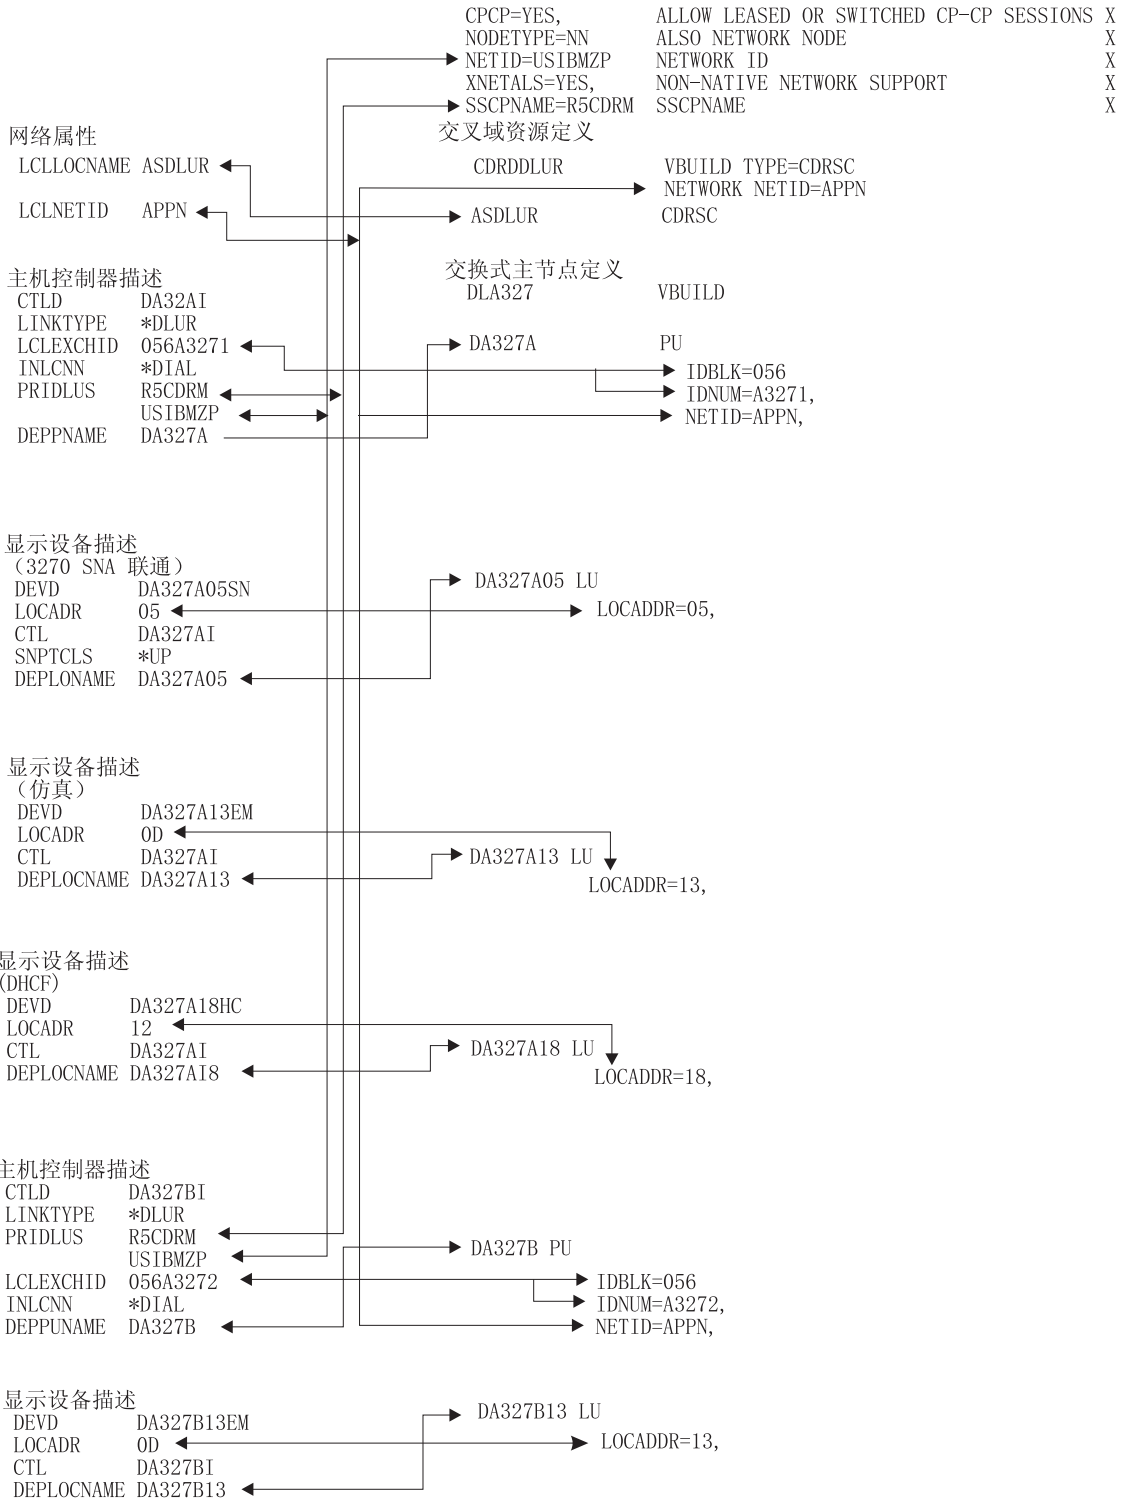 CPCP=YES, ALLOW LEASED OR SWITCHED CP-CP SESSIONS X
NODETYPE=NN ALSO NETWORK NODE X
NETID=USIBMZP NETWORK ID X
XNETALS=YES, NON-NATIVE NETWORK SUPPORT X
SSCPNAME=R5CDRM SSCPNAME X
网络属性
LCLLOCNAME ASDLUR
LCLNETID APPN
交叉域资源定义
CDRDDLUR VBUILD TYPE=CDRSC
NETWORK NETID=APPN
ASDLUR CDRSC
主机控制器描述
CTLD DA32AI
LINKTYPE *DLUR
LCLEXCHID 056A3271
INLCNN *DIAL
PRIDLUS R5CDRM
USIBMZP
DEPPNAME DA327A
交换式主节点定义
DLA327 VBUILD
DA327A PU
IDBLK=056
IDNUM=A3271,
NETID=APPN,
显示设备描述
（3270 SNA 联通）
DEVD DA327A05SN
LOCADR 05
CTL DA327AI
SNPTCLS *UP
DEPLONAME DA327A05
DA327A05 LU
LOCADDR=05,
显示设备描述
（仿真）
DEVD DA327A13EM
LOCADR 0D
CTL DA327AI
DEPLOCNAME DA327A13
DA327A13 LU
LOCADDR=13,
显示设备描述
(DHCF)
DEVD DA327A18HC
LOCADR 12
CTL DA327AI
DEPLOCNAME DA327AI8
DA327A18 LU
LOCADDR=18,
主机控制器描述
CTLD DA327BI
LINKTYPE *DLUR
PRIDLUS R5CDRM
USIBMZP
LCLEXCHID 056A3272
INLCNN *DIAL
DEPPUNAME DA327B
DA327B PU
IDBLK=056
IDNUM=A3272,
NETID=APPN,
显示设备描述
DEVD DA327B13EM
LOCADR 0D
CTL DA327BI
DEPLOCNAME DA327B13
DA327B13 LU
LOCADDR=13,